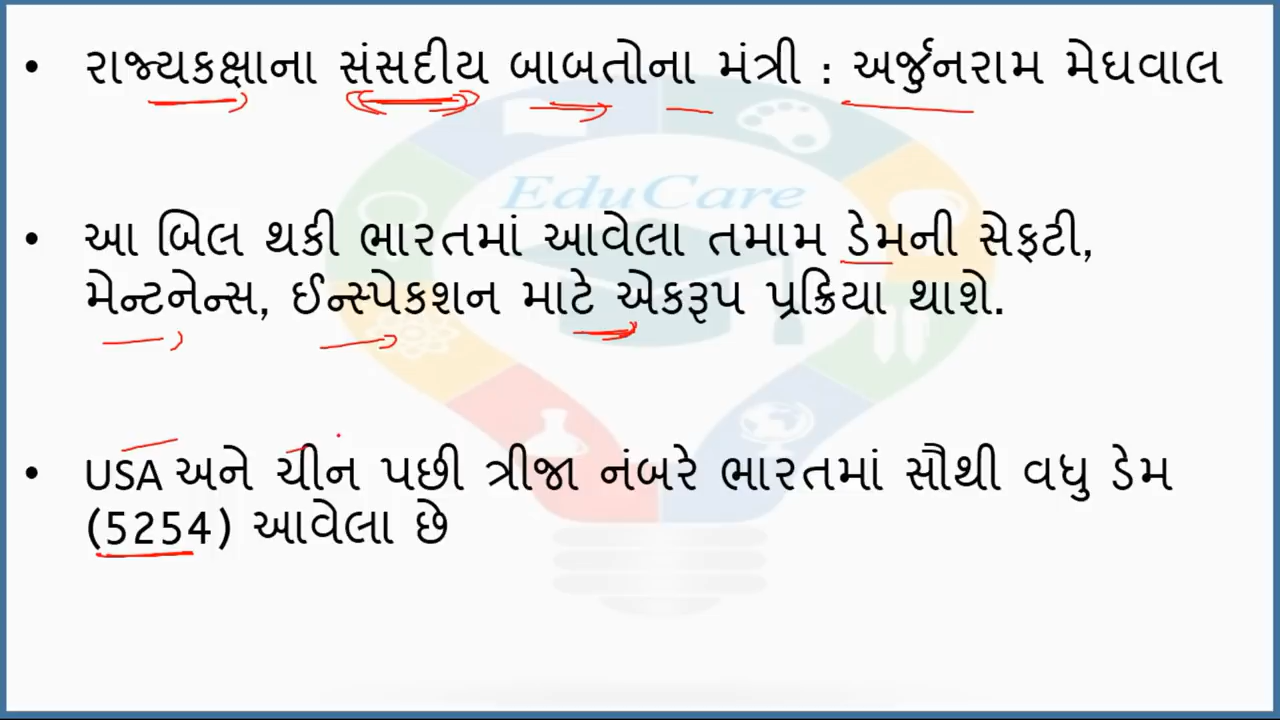 • રાજ્યકક્ષાના સંસદીય બાબતોના મંત્રી : અર્જુનરામ મેઘવાલ
EduCare
• આ બિલ થકી ભારતમાં આવેલા તમામ ડેમની સેફટી,
મેન્ટનેન્સ, ઈન્સ્પેકશન માટે એકરૂપ પ્રક્રિયા થાશે.
• USA અને ચીન પછી ત્રીજા નંબરે ભારતમાં સૌથી વધુ ડેમ
(5254) આવેલા છે